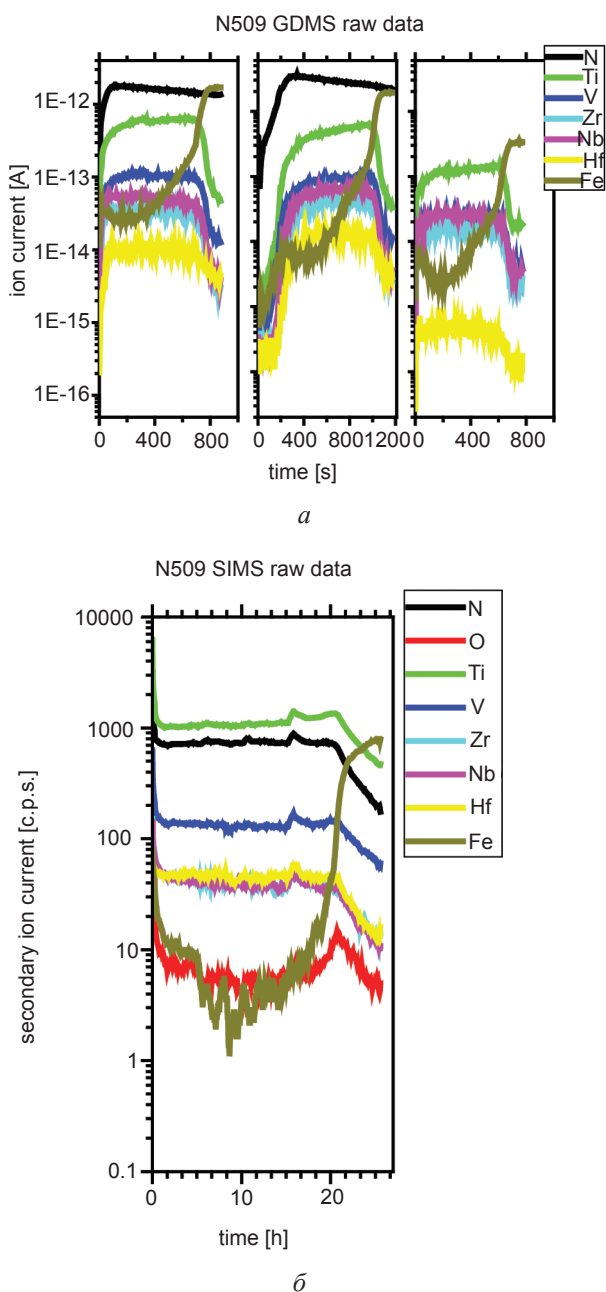 N509 GDMS raw data
N
Ti
V
Zr
Nb
Hf
Fe
ion current [A]
1E-12
1E-13
1E-14
1E-15
1E-16
0 400 800 0 400 800 1200 0 400 800
time [s]
а
N509 SIMS raw data
N
O
Ti
V
Zr
Nb
Hf
Fe
secondary ion current [c.p.s.]
10000
1000
100
10
1
0.1
0 10 20
time [h]
б